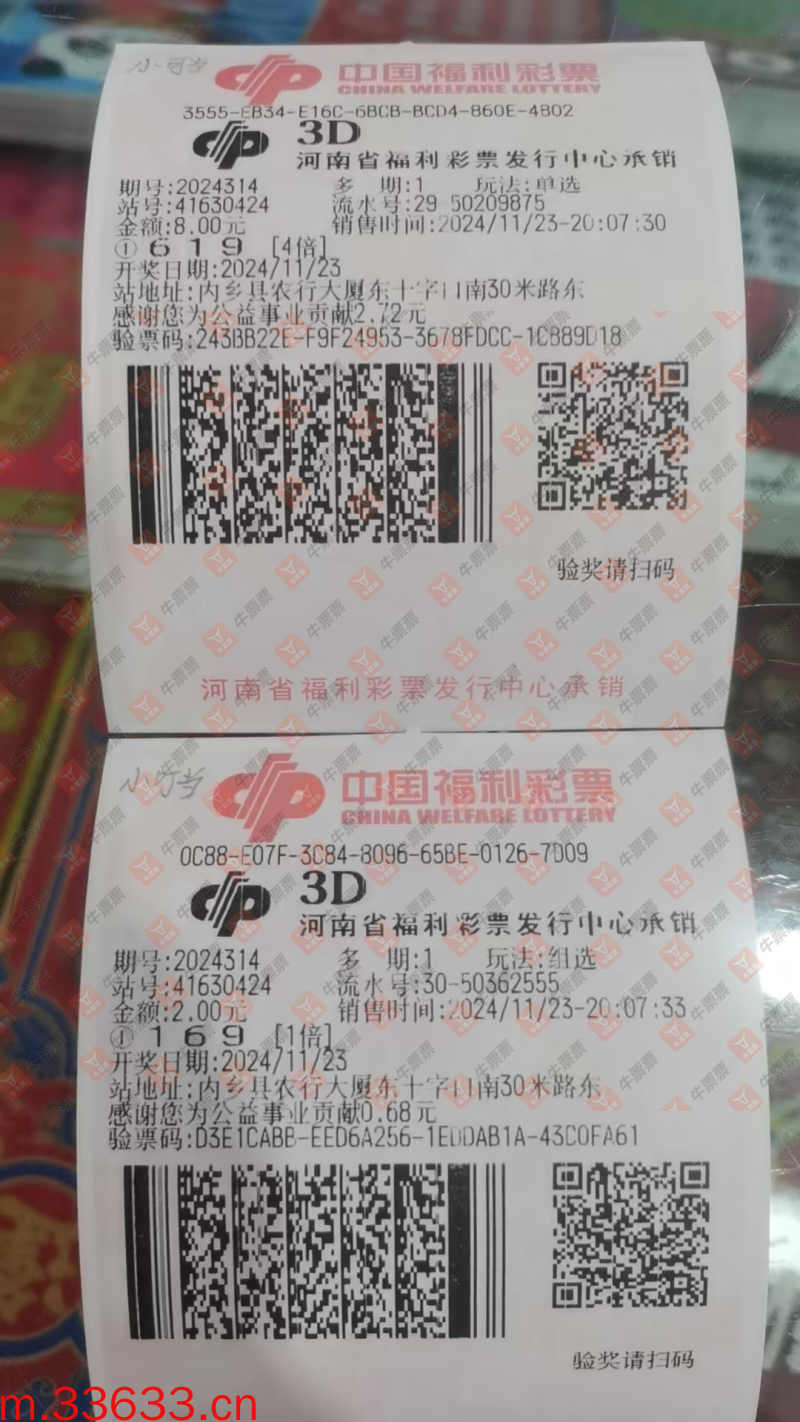 小叮当
中国福利彩票
CHINA WELFARE LOTTERY
3555-EB34-E16C-6BCB-BCD4-860E-4B02
3D
河南省福利彩票发行中心承销
期号:2024314 多 期:1 玩法:单选
站号:41630424 流水号:29-50209875
金额:8.00元 销售时间:2024/11/23-20:07:30
① 6 1 9 [4倍]
开奖日期:2024/11/23
站地址:内乡县农行大厦东十字口南30米路东
感谢您为公益事业贡献2.72元
验票码:243BB22E-F9F24953-3678FDCC-1C889D18
验奖请扫码
河南省福利彩票发行中心承销
小叮当
中国福利彩票
CHINA WELFARE LOTTERY
0C88-E07F-3C84-8096-65BE-0126-7D09
3D
河南省福利彩票发行中心承销
期号:2024314 多 期:1 玩法:组选
站号:41630424 流水号:30-50362555
金额:2.00元 销售时间:2024/11/23-20:07:33
① 1 6 9 [1倍]
开奖日期:2024/11/23
站地址:内乡县农行大厦东十字口南30米路东
感谢您为公益事业贡献0.68元
验票码:D3E1CABB-EED6A256-1EDDAB1A-43C0FA61
验奖请扫码
牛票票
m.33633.cn